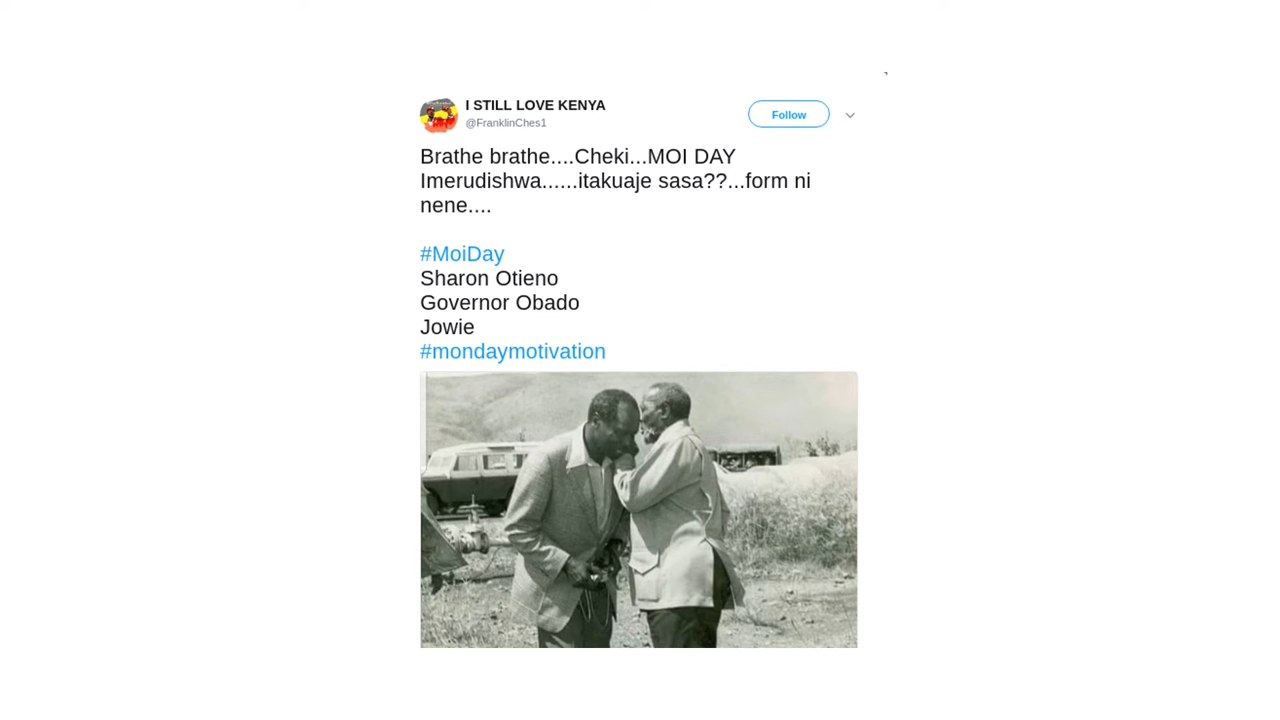 I STILL LOVE KENYA
@FranklinChes1
Follow
Brathe brathe....Cheki...MOI DAY
Imerudishwa......itakuaje sasa??...form ni
nene....
#MoiDay
Sharon Otieno
Governor Obado
Jowie
#mondaymotivation